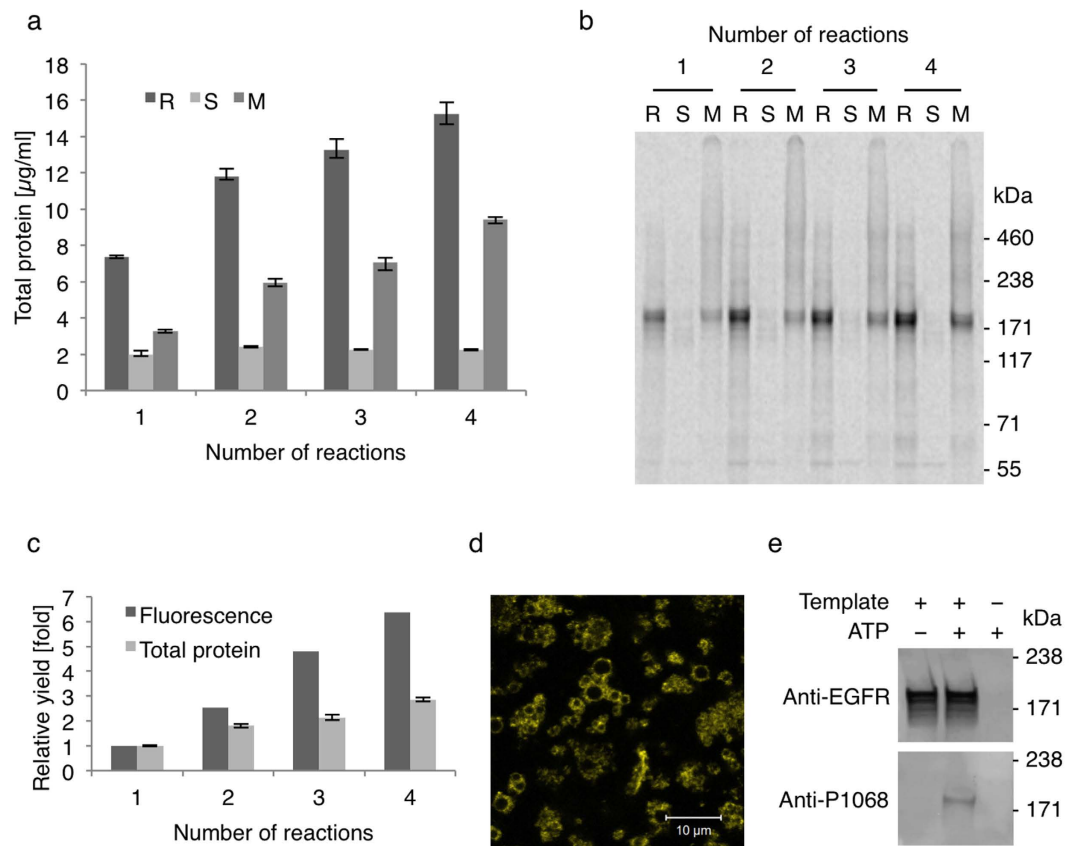 a
18
16
14
12
10
8
6
4
2
0
Total protein [µg/ml]
R S M
1 2 3 4
Number of reactions
b
Number of reactions
1 2 3 4
R S M R S M R S M R S M
kDa
- 460
- 238
- 171
- 117
- 71
- 55
c
7
6
5
4
3
2
1
0
Relative yield [fold]
Fluorescence
Total protein
1 2 3 4
Number of reactions
d
10 µm
e
Template + + –
ATP – + +
kDa
- 238
Anti-EGFR
- 171
- 238
Anti-P1068
- 171